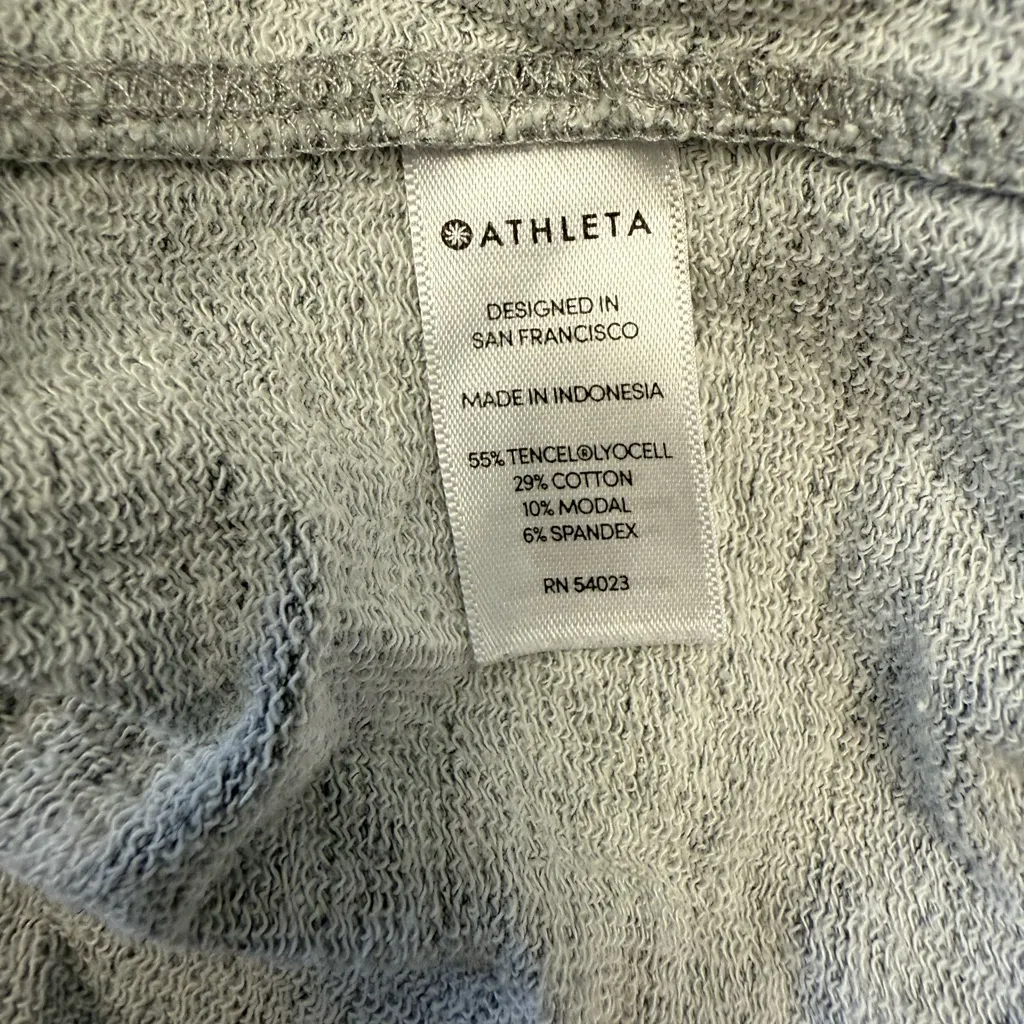 ATHLETA
DESIGNED IN
SAN FRANCISCO
MADE IN INDONESIA
55% TENCEL®LYOCELL
29% COTTON
10% MODAL
6% SPANDEX
RN 54023